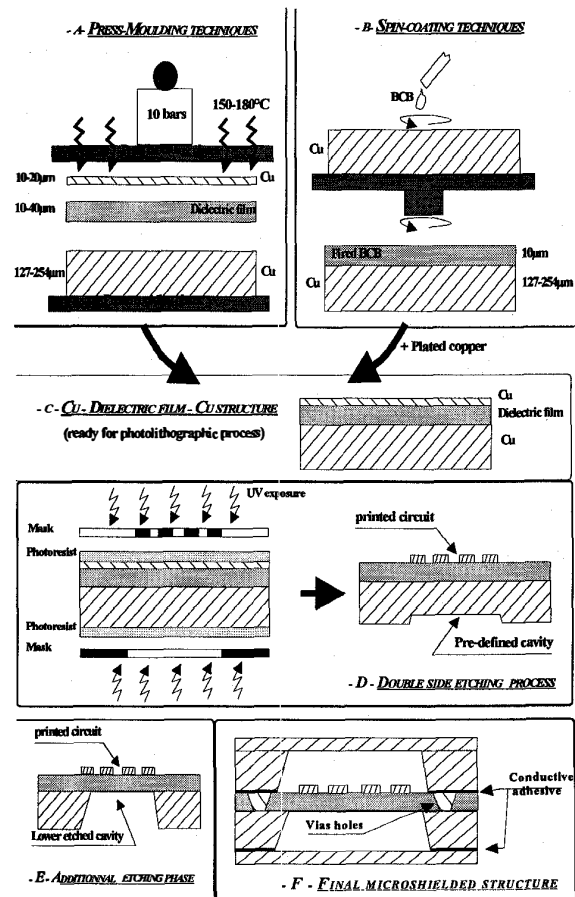 - A- PRESS-MOULDING TECHNIQUES
10 bars
150-180°C
10-20µm
Cu
10-40µm
Dielectric film
127-254µm
Cu
- B- SPIN-COATING TECHNIQUES
BCB
Cu
Fired BCB
10µm
Cu
127-254µm
+ Plated copper
- C - CU - DIELECTRIC FILM - CU STRUCTURE
(ready for photolithographic process)
Cu
Dielectric film
Cu
UV exposure
Mask
Photoresist
Photoresist
Mask
printed circuit
Pre-defined cavity
- D - DOUBLE SIDE ETCHING PROCESS
printed circuit
Lower etched cavity
- E - ADDITIONNAL ETCHING PHASE
Conductive
adhesive
Vias holes
- F - FINAL MICROSHIELDED STRUCTURE